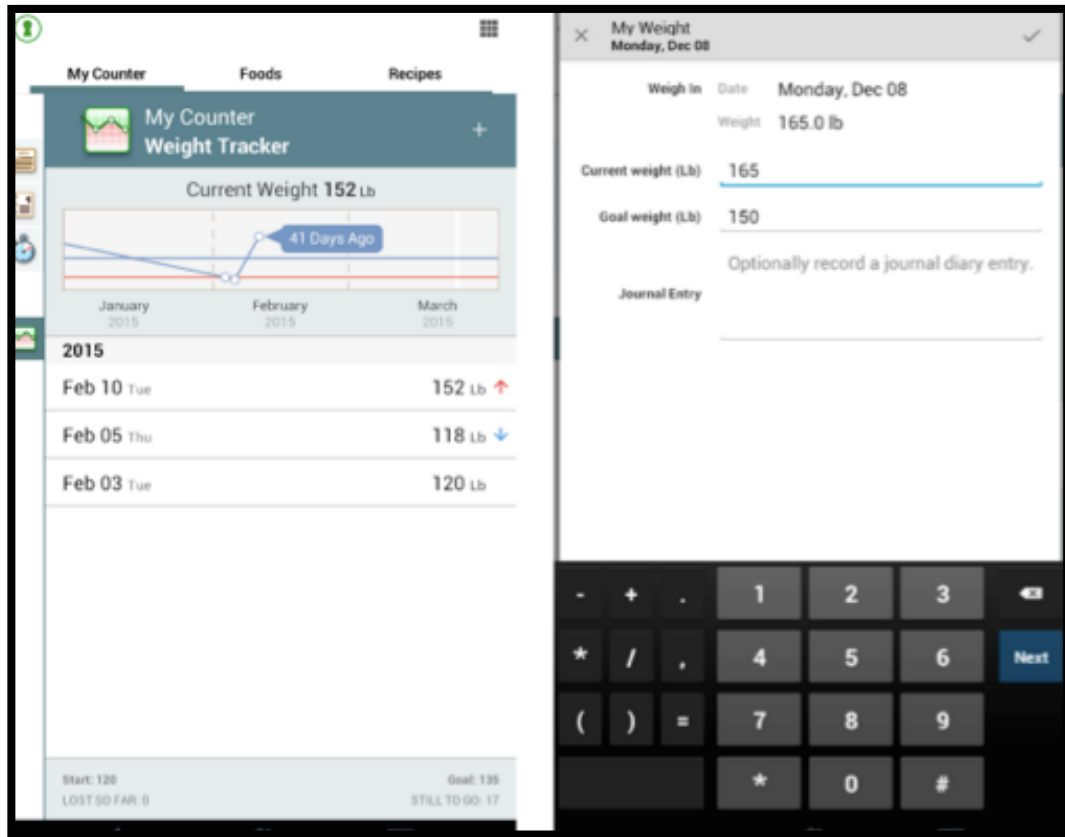 My Counter Foods Recipes
My Counter
Weight Tracker +
Current Weight 152 Lb
41 Days Ago
January February March
2015 2015 2015
2015
Feb 10 Tue 152 Lb
Feb 05 Thu 118 Lb
Feb 03 Tue 120 Lb
Start: 120 Goal: 135
LOST SO FAR: 0 STILL TO GO: 17
My Weight
Monday, Dec 08
Weigh In Date Monday, Dec 08
Weight 165.0 lb
Current weight (Lb) 165
Goal weight (Lb) 150
Optionally record a journal diary entry.
Journal Entry
- + . 1 2 3
* / , 4 5 6 Next
( ) = 7 8 9
* 0 #